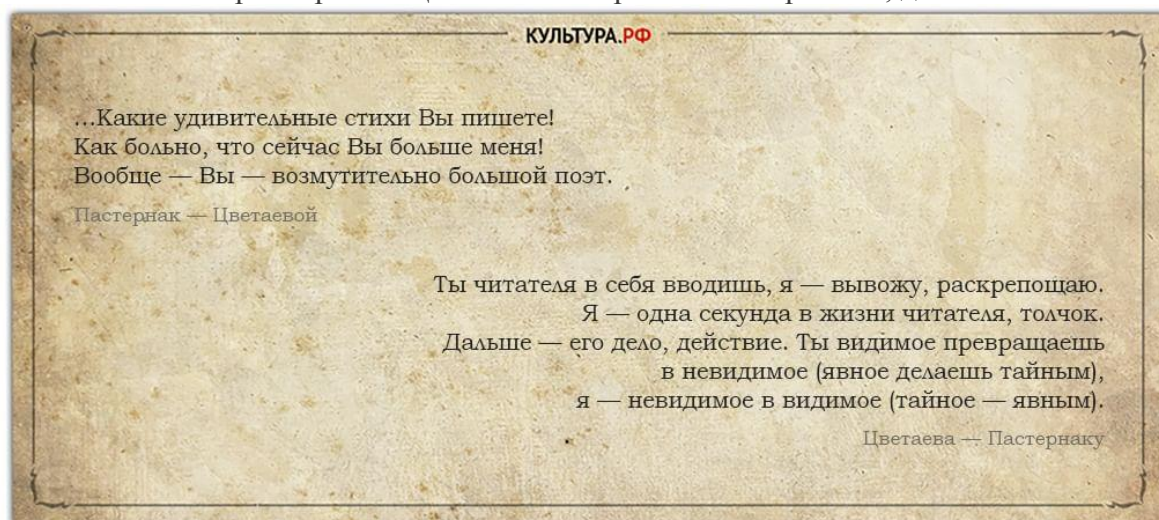 КУЛЬТУРА.РФ
...Какие удивительные стихи Вы пишете!
Как больно, что сейчас Вы больше меня!
Вообще — Вы — возмутительно большой поэт.
Пастернак — Цветаевой
Ты читателя в себя вводишь, я — вывожу, раскрепощаю.
Я — одна секунда в жизни читателя, толчок.
Дальше — его дело, действие. Ты видимое превращаешь
в невидимое (явное делаешь тайным),
я — невидимое в видимое (тайное — явным).
Цветаева — Пастернаку